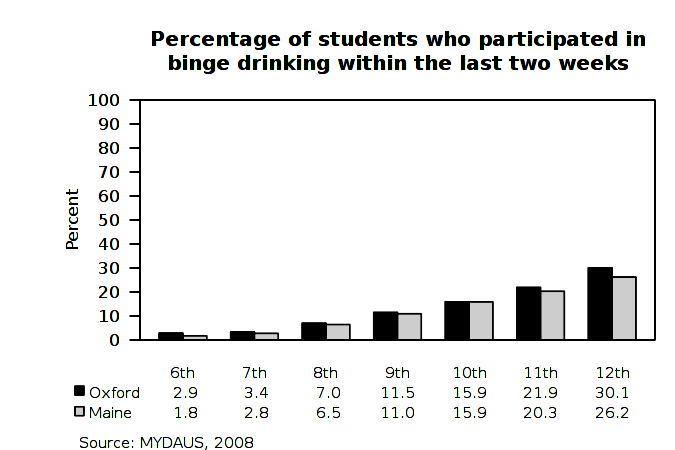 Percentage of students who participated in
binge drinking within the last two weeks
100
90
80
70
60
50
40
30
20
10
0
Percent
6th 7th 8th 9th 10th 11th 12th
Oxford 2.9 3.4 7.0 11.5 15.9 21.9 30.1
Maine 1.8 2.8 6.5 11.0 15.9 20.3 26.2
Source: MYDAUS, 2008